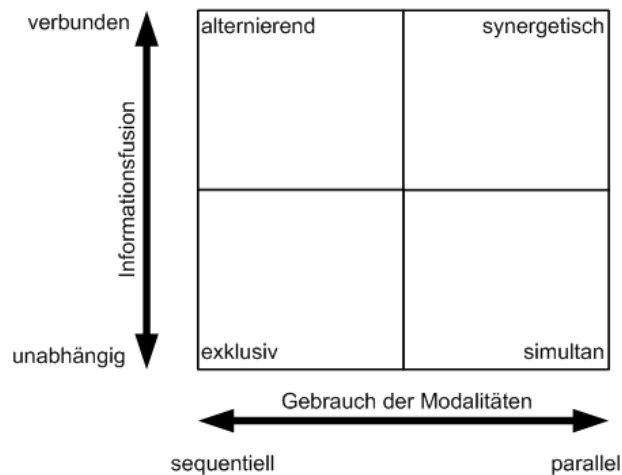 verbunden
alternierend
synergetisch
Informationsfusion
unabhängig
exklusiv
simultan
Gebrauch der Modalitäten
sequentiell
parallel